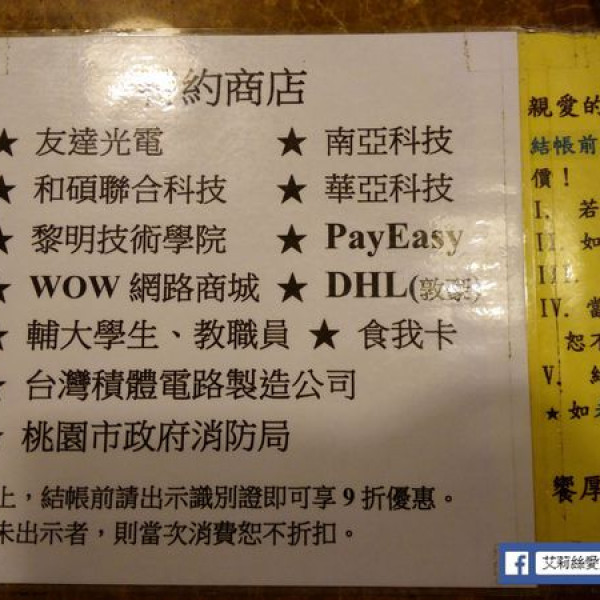 約商店
★ 友達光電 ★ 南亞科技
★ 和碩聯合科技 ★ 華亞科技
★ 黎明技術學院 ★ PayEasy
★ WOW 網路商城 ★ DHL(敦豪)
★ 輔大學生、教職員 ★ 食我卡
★ 台灣積體電路製造公司
★ 桃園市政府消防局
上，結帳前請出示識別證即可享 9 折優惠。
未出示者，則當次消費恕不折扣。
親愛的
結帳前
價！
I. 若
II. 如
III.
IV. 當
恕不
V.
★如
饗厚
艾莉絲愛